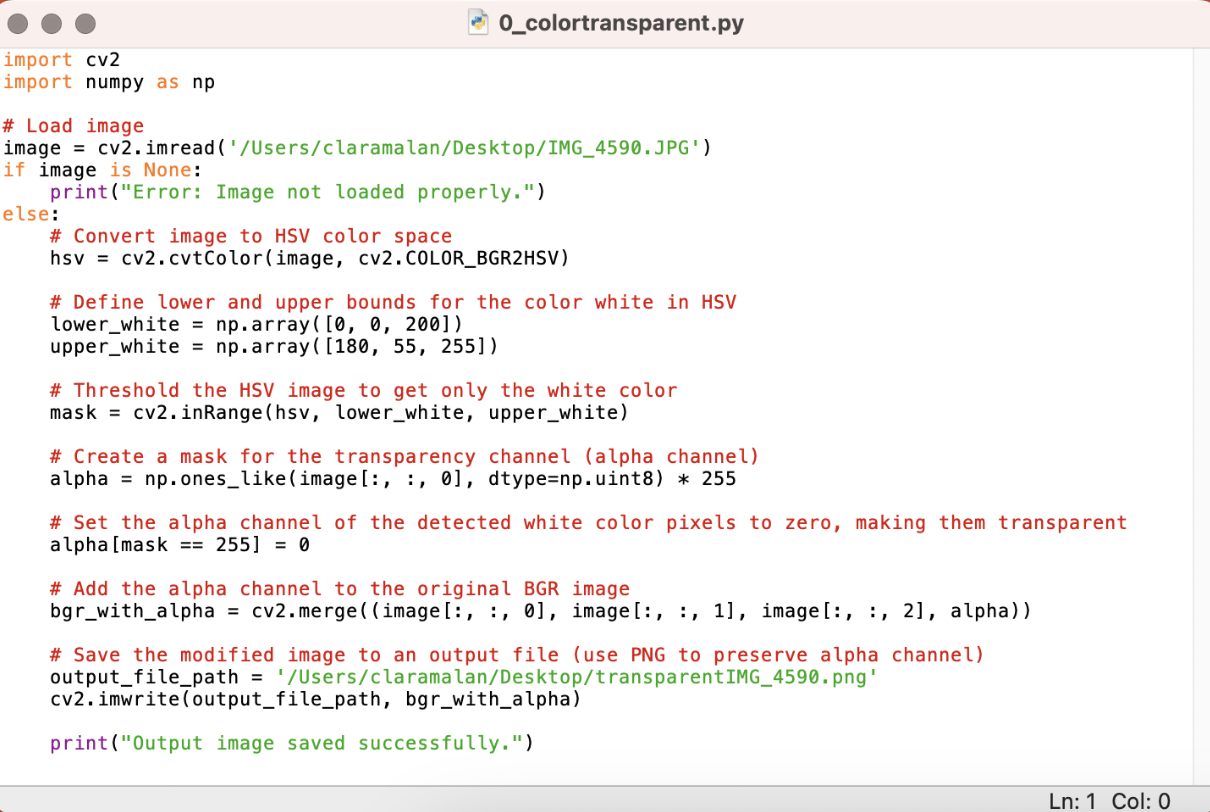 0_colortransparent.py
import cv2
import numpy as np
# Load image
image = cv2.imread('/Users/claramalan/Desktop/IMG_4590.JPG')
if image is None:
    print("Error: Image not loaded properly.")
else:
    # Convert image to HSV color space
    hsv = cv2.cvtColor(image, cv2.COLOR_BGR2HSV)
    # Define lower and upper bounds for the color white in HSV
    lower_white = np.array([0, 0, 200])
    upper_white = np.array([180, 55, 255])
    # Threshold the HSV image to get only the white color
    mask = cv2.inRange(hsv, lower_white, upper_white)
    # Create a mask for the transparency channel (alpha channel)
    alpha = np.ones_like(image[:, :, 0], dtype=np.uint8) * 255
    # Set the alpha channel of the detected white color pixels to zero, making them transparent
    alpha[mask == 255] = 0
    # Add the alpha channel to the original BGR image
    bgr_with_alpha = cv2.merge((image[:, :, 0], image[:, :, 1], image[:, :, 2], alpha))
    # Save the modified image to an output file (use PNG to preserve alpha channel)
    output_file_path = '/Users/claramalan/Desktop/transparentIMG_4590.png'
    cv2.imwrite(output_file_path, bgr_with_alpha)
    print("Output image saved successfully.")
Ln: 1 Col: 0